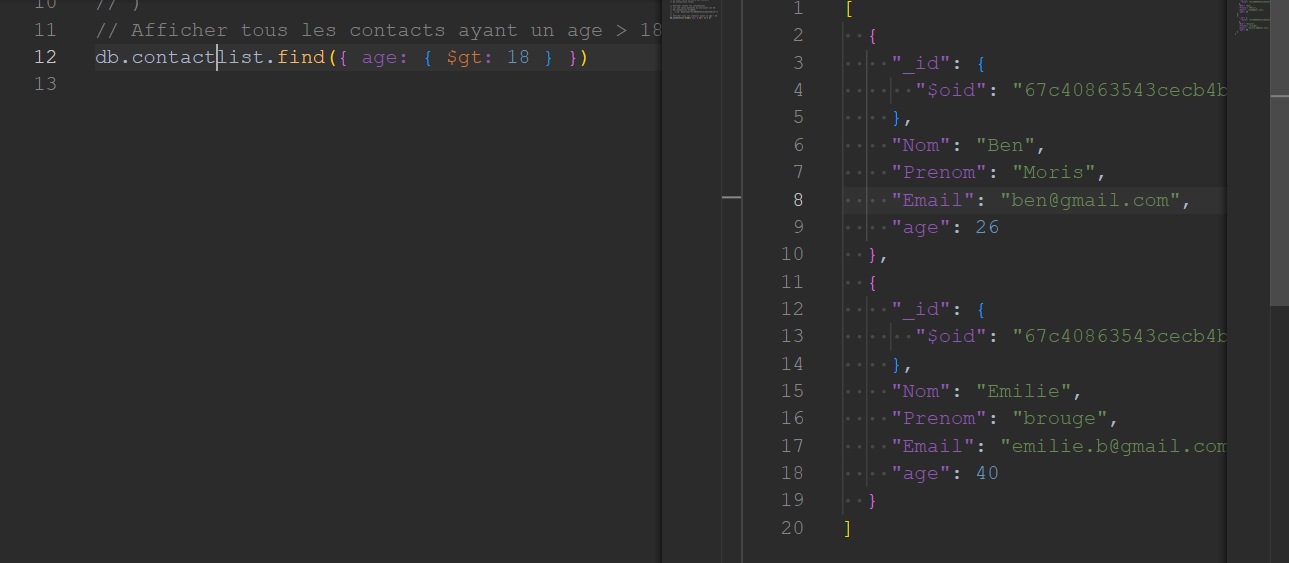 10
// )
11
// Afficher tous les contacts ayant un age > 18
12
db.contactlist.find({ age: { $gt: 18 } })
13
1
[
2
{
3
"_id": {
4
"$oid": "67c40863543cecb4b
5
},
6
"Nom": "Ben",
7
"Prenom": "Moris",
8
"Email": "ben@gmail.com",
9
"age": 26
10
},
11
{
12
"_id": {
13
"$oid": "67c40863543cecb4b
14
},
15
"Nom": "Emilie",
16
"Prenom": "brouge",
17
"Email": "emilie.b@gmail.com
18
"age": 40
19
}
20
]